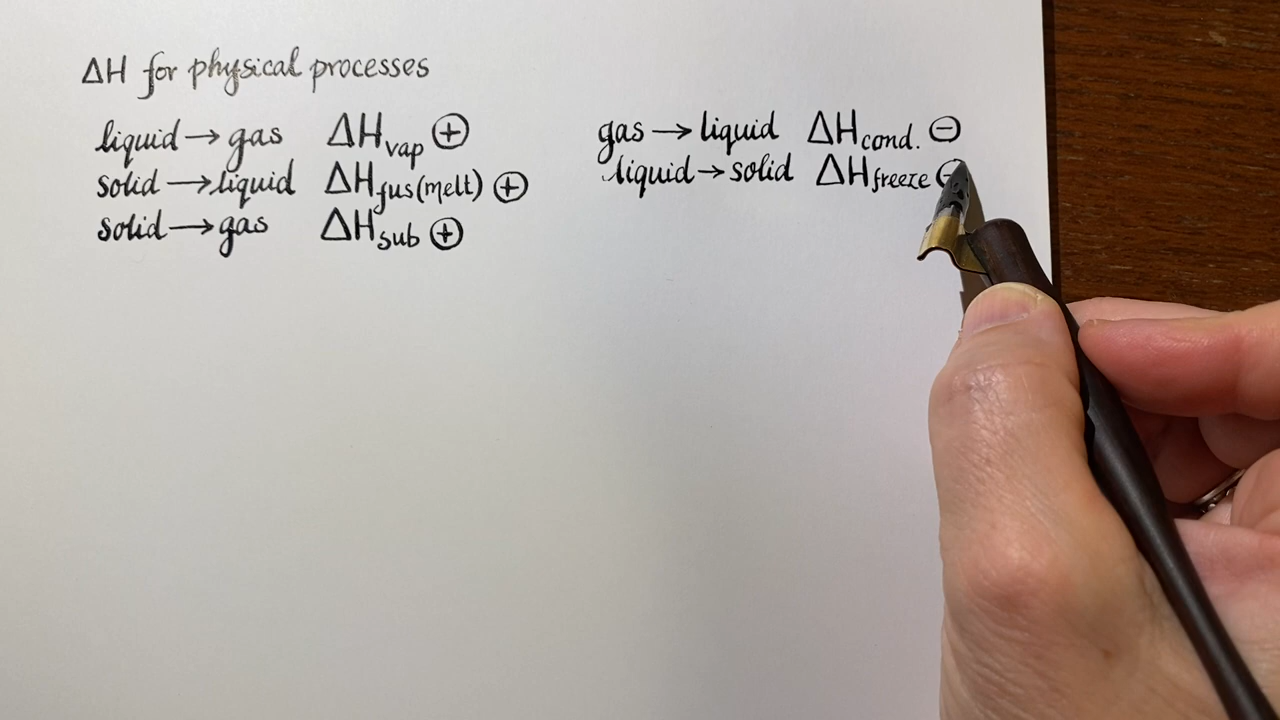 ΔH for physical processes
liquid → gas ΔHvap ⊕
solid → liquid ΔHfus(melt) ⊕
solid → gas ΔHsub ⊕
gas → liquid ΔHcond. ⊖
liquid → solid ΔHfreeze ⊖